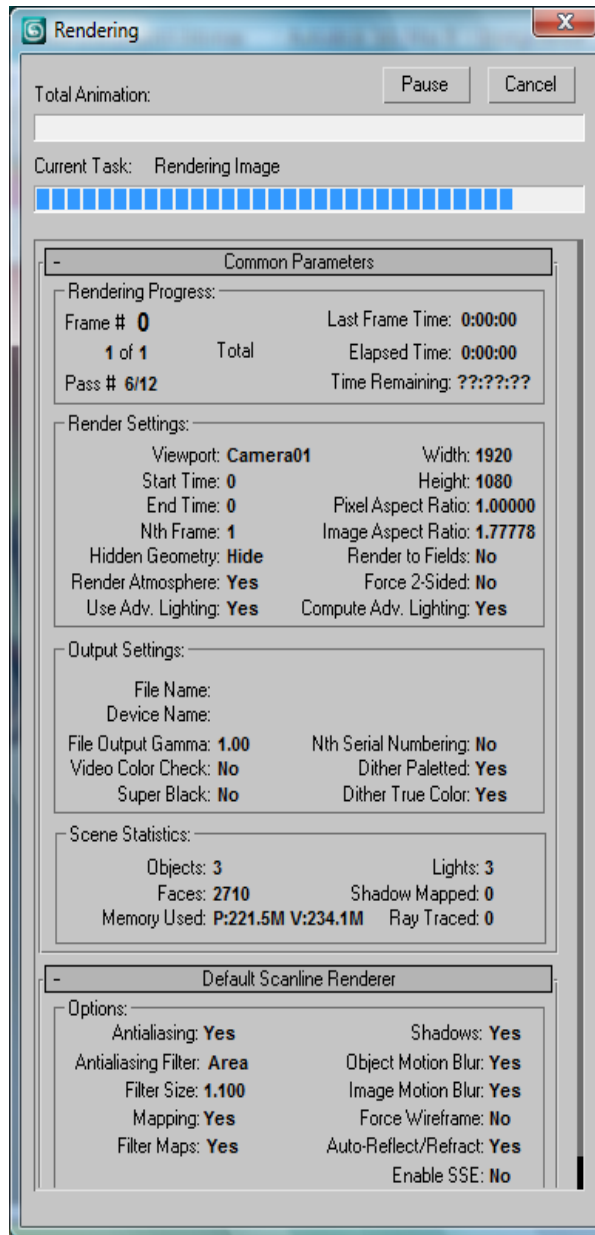 Rendering
X
Total Animation:
Pause
Cancel
Current Task: Rendering Image
- Common Parameters
Rendering Progress:
Frame # 0 Last Frame Time: 0:00:00
1 of 1 Total Elapsed Time: 0:00:00
Pass # 6/12 Time Remaining: ??:??:??
Render Settings:
Viewport: Camera01 Width: 1920
Start Time: 0 Height: 1080
End Time: 0 Pixel Aspect Ratio: 1.00000
Nth Frame: 1 Image Aspect Ratio: 1.77778
Hidden Geometry: Hide Render to Fields: No
Render Atmosphere: Yes Force 2-Sided: No
Use Adv. Lighting: Yes Compute Adv. Lighting: Yes
Output Settings:
File Name:
Device Name:
File Output Gamma: 1.00 Nth Serial Numbering: No
Video Color Check: No Dither Paletted: Yes
Super Black: No Dither True Color: Yes
Scene Statistics:
Objects: 3 Lights: 3
Faces: 2710 Shadow Mapped: 0
Memory Used: P:221.5M V:234.1M Ray Traced: 0
- Default Scanline Renderer
Options:
Antialiasing: Yes Shadows: Yes
Antialiasing Filter: Area Object Motion Blur: Yes
Filter Size: 1.100 Image Motion Blur: Yes
Mapping: Yes Force Wireframe: No
Filter Maps: Yes Auto-Reflect/Refract: Yes
Enable SSE: No